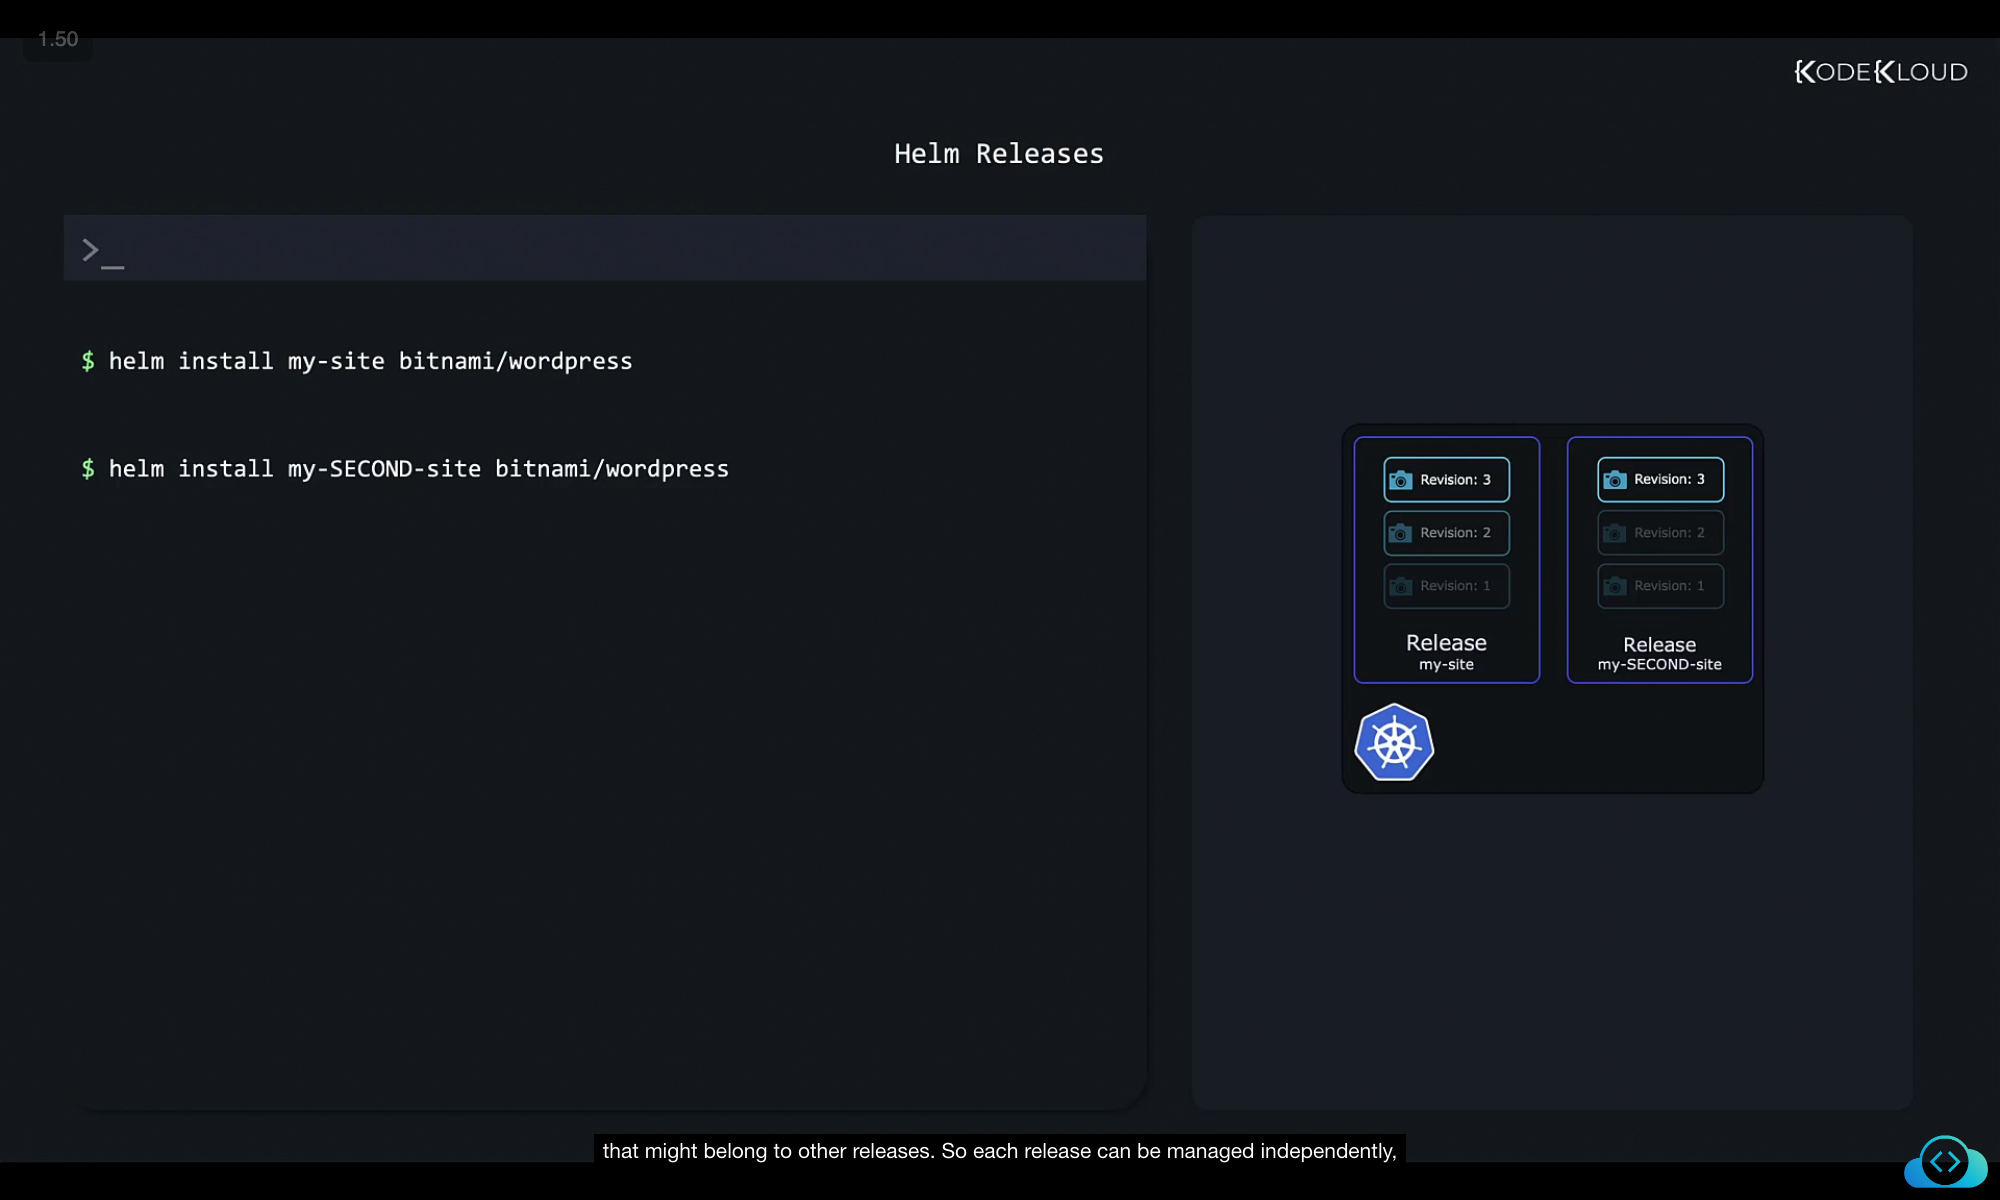 1.50
KODEKLOUD
Helm Releases
>_
$ helm install my-site bitnami/wordpress
$ helm install my-SECOND-site bitnami/wordpress
Revision: 3
Revision: 2
Revision: 1
Release
my-site
Revision: 3
Revision: 2
Revision: 1
Release
my-SECOND-site
that might belong to other releases. So each release can be managed independently,